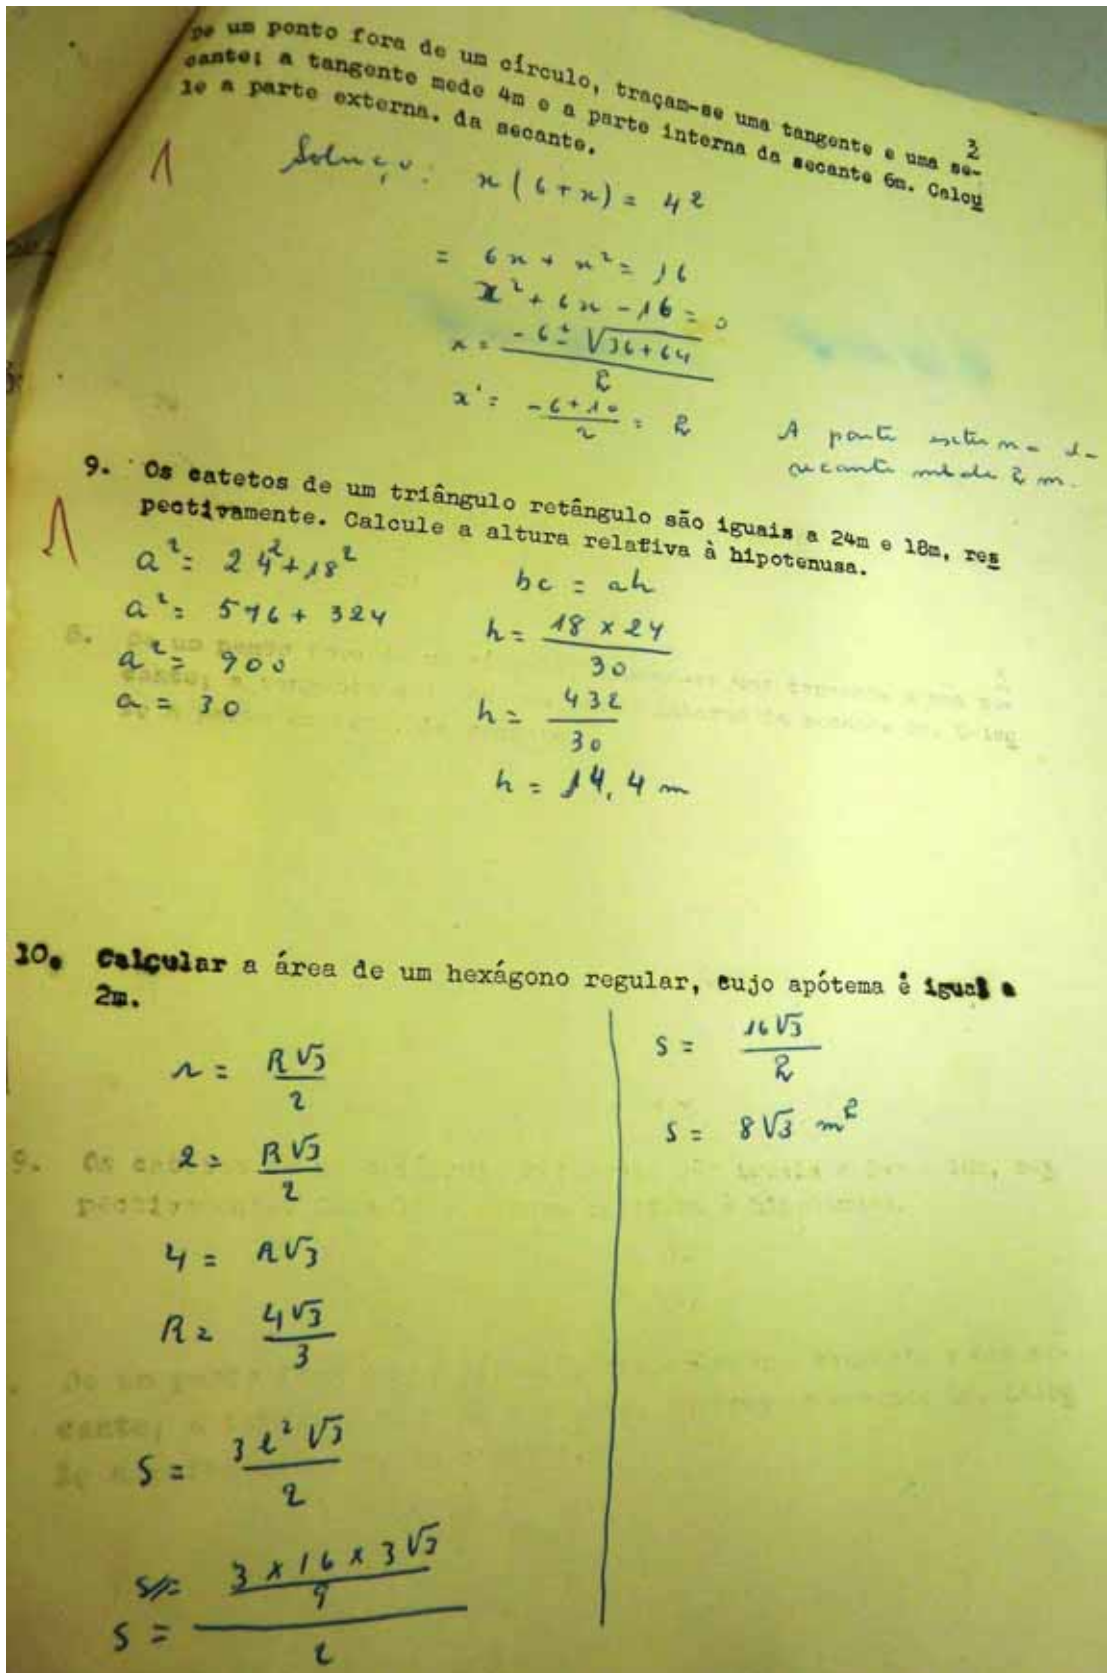 De um ponto fora de um círculo, traçam-se uma tangente e uma se-
cante; a tangente mede 4m e a parte interna da secante 6m. Calcu
le a parte externa. da secante.
2
1
Solução: x(6+x) = 4²
= 6x + x² = 16
x² + 6x - 16 = 0
x = (-6 ± √36+64)/2
x' = (-6+10)/2 = 2
A parte externa da
secante mede 2 m.
9. Os catetos de um triângulo retângulo são iguais a 24m e 18m, res
pectivamente. Calcule a altura relativa à hipotenusa.
1
a² = 24² + 18²
a² = 576 + 324
a² = 900
a = 30
bc = ah
h = (18 x 24)/30
h = 432/30
h = 14,4 m
10. Calcular a área de um hexágono regular, cujo apótema é igual a
2m.
r = R√3/2
2 = R√3/2
4 = R√3
R = 4√3/3
S = 3l²√3/2
S = (3 x 16 x 3√3/9)/2
S = 16√3/2
S = 8√3 m²